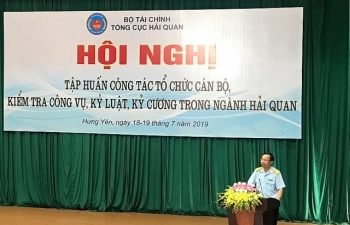 BỘ TÀI CHÍNH
TỔNG CỤC HẢI QUAN
HỘI NGHỊ
TẬP HUẤN CÔNG TÁC TỔ CHỨC CÁN BỘ,
KIỂM TRA CÔNG VỤ, KỶ LUẬT, KỶ CƯƠNG TRONG NGÀNH HẢI QUAN
Hưng Yên, ngày 18-19 tháng 7 năm 2019